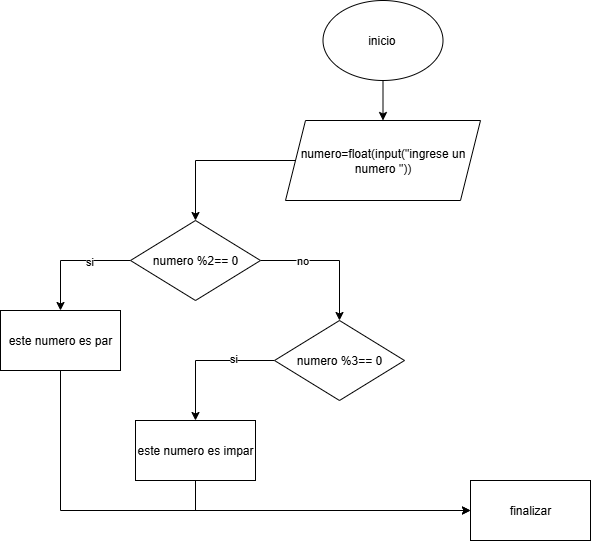 inicio
numero=float(input("ingrese un
numero "))
numero %2== 0
si
no
este numero es par
numero %3== 0
si
este numero es impar
finalizar